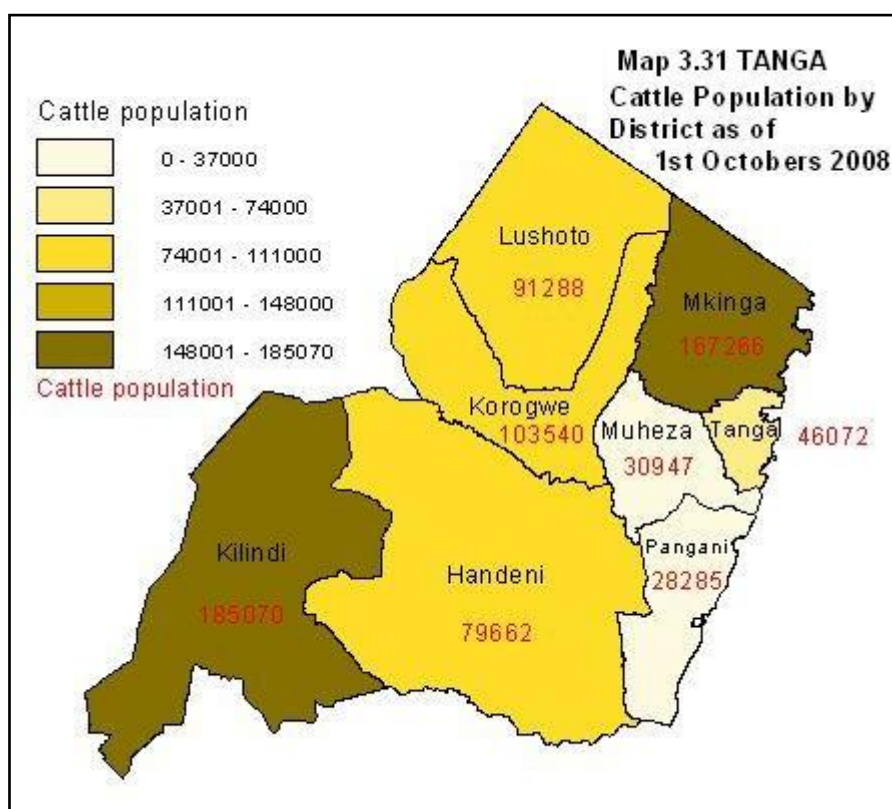 Map 3.31 TANGA
Cattle Population by
District as of
1st Octobers 2008
Cattle population
0 - 37000
37001 - 74000
74001 - 111000
111001 - 148000
148001 - 185070
Cattle population
Lushoto
91288
Mkinga
167266
Korogwe
103540
Muheza
30947
Tanga
46072
Kilindi
185070
Handeni
79662
Pangani
28285